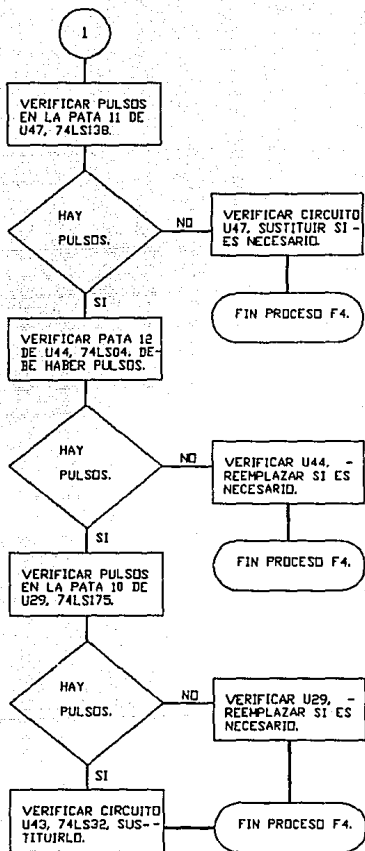 1
VERIFICAR PULSOS
EN LA PATA 11 DE
U47, 74LS138.
HAY
PULSOS.
NO
VERIFICAR CIRCUITO
U47, SUSTITUIR SI -
ES NECESARIO.
FIN PROCESO F4.
SI
VERIFICAR PATA 12
DE U44, 74LS04, DE-
BE HABER PULSOS.
HAY
PULSOS.
NO
VERIFICAR U44, -
REEMPLAZAR SI ES
NECESARIO.
FIN PROCESO F4.
SI
VERIFICAR PULSOS
EN LA PATA 10 DE
U29, 74LS175.
HAY
PULSOS.
NO
VERIFICAR U29, -
REEMPLAZAR SI ES
NECESARIO.
SI
VERIFICAR CIRCUITO
U43, 74LS32, SUS--
TITUIRLO.
FIN PROCESO F4.